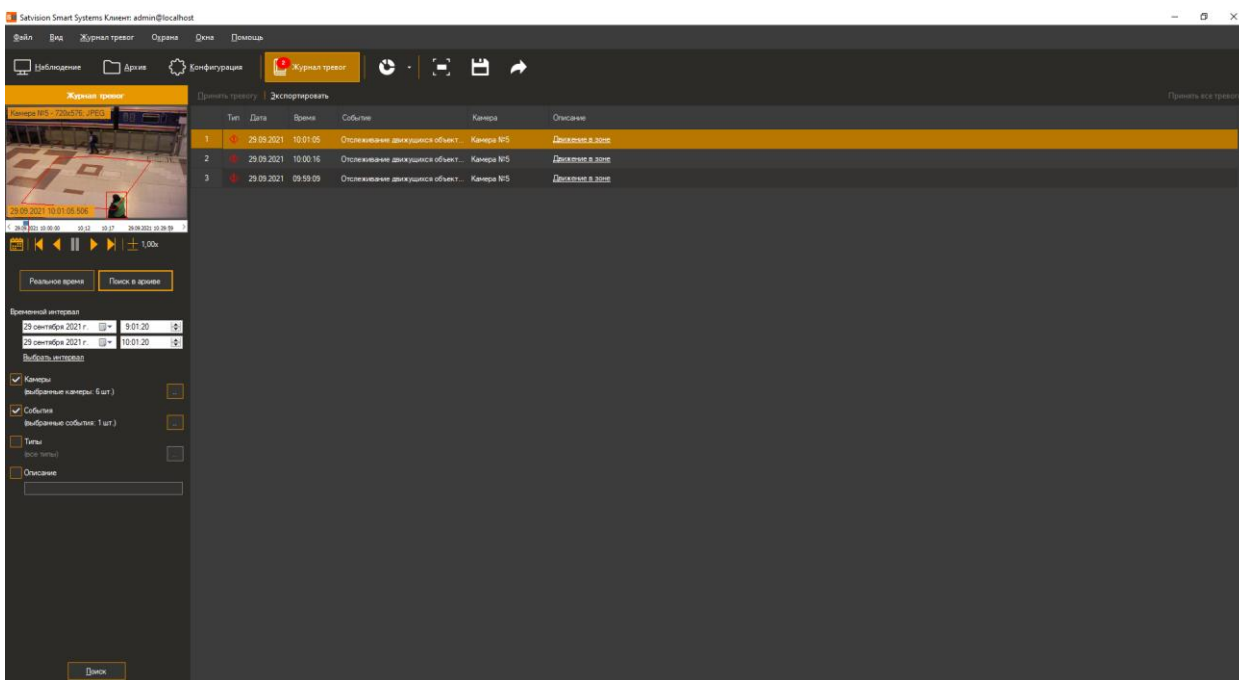 Satvision Smart Systems Клиент: admin@localhost
Файл Вид Журнал тревог Охрана Окна Помощь
Наблюдение Архив Конфигурация 2 Журнал тревог
Журнал тревог
Принять тревогу Экспортировать Принять все тревоги
Камера №5 - 720x576; JPEG
Тип Дата Время Событие Камера Описание
1 29.09.2021 10:01:05 Отслеживание движущихся объект... Камера №5 Движение в зоне
2 29.09.2021 10:00:16 Отслеживание движущихся объект... Камера №5 Движение в зоне
3 29.09.2021 09:59:09 Отслеживание движущихся объект... Камера №5 Движение в зоне
29.09.2021 10:01:05.506
1,00x
Реальное время Поиск в архиве
Временной интервал
29 сентября 2021 г. 9:01:20
29 сентября 2021 г. 10:01:20
Выбрать интервал
Камеры
(выбранные камеры: 6 шт.) ...
События
(выбранные события: 1 шт.) ...
Типы
(все типы) ...
Описание
Поиск